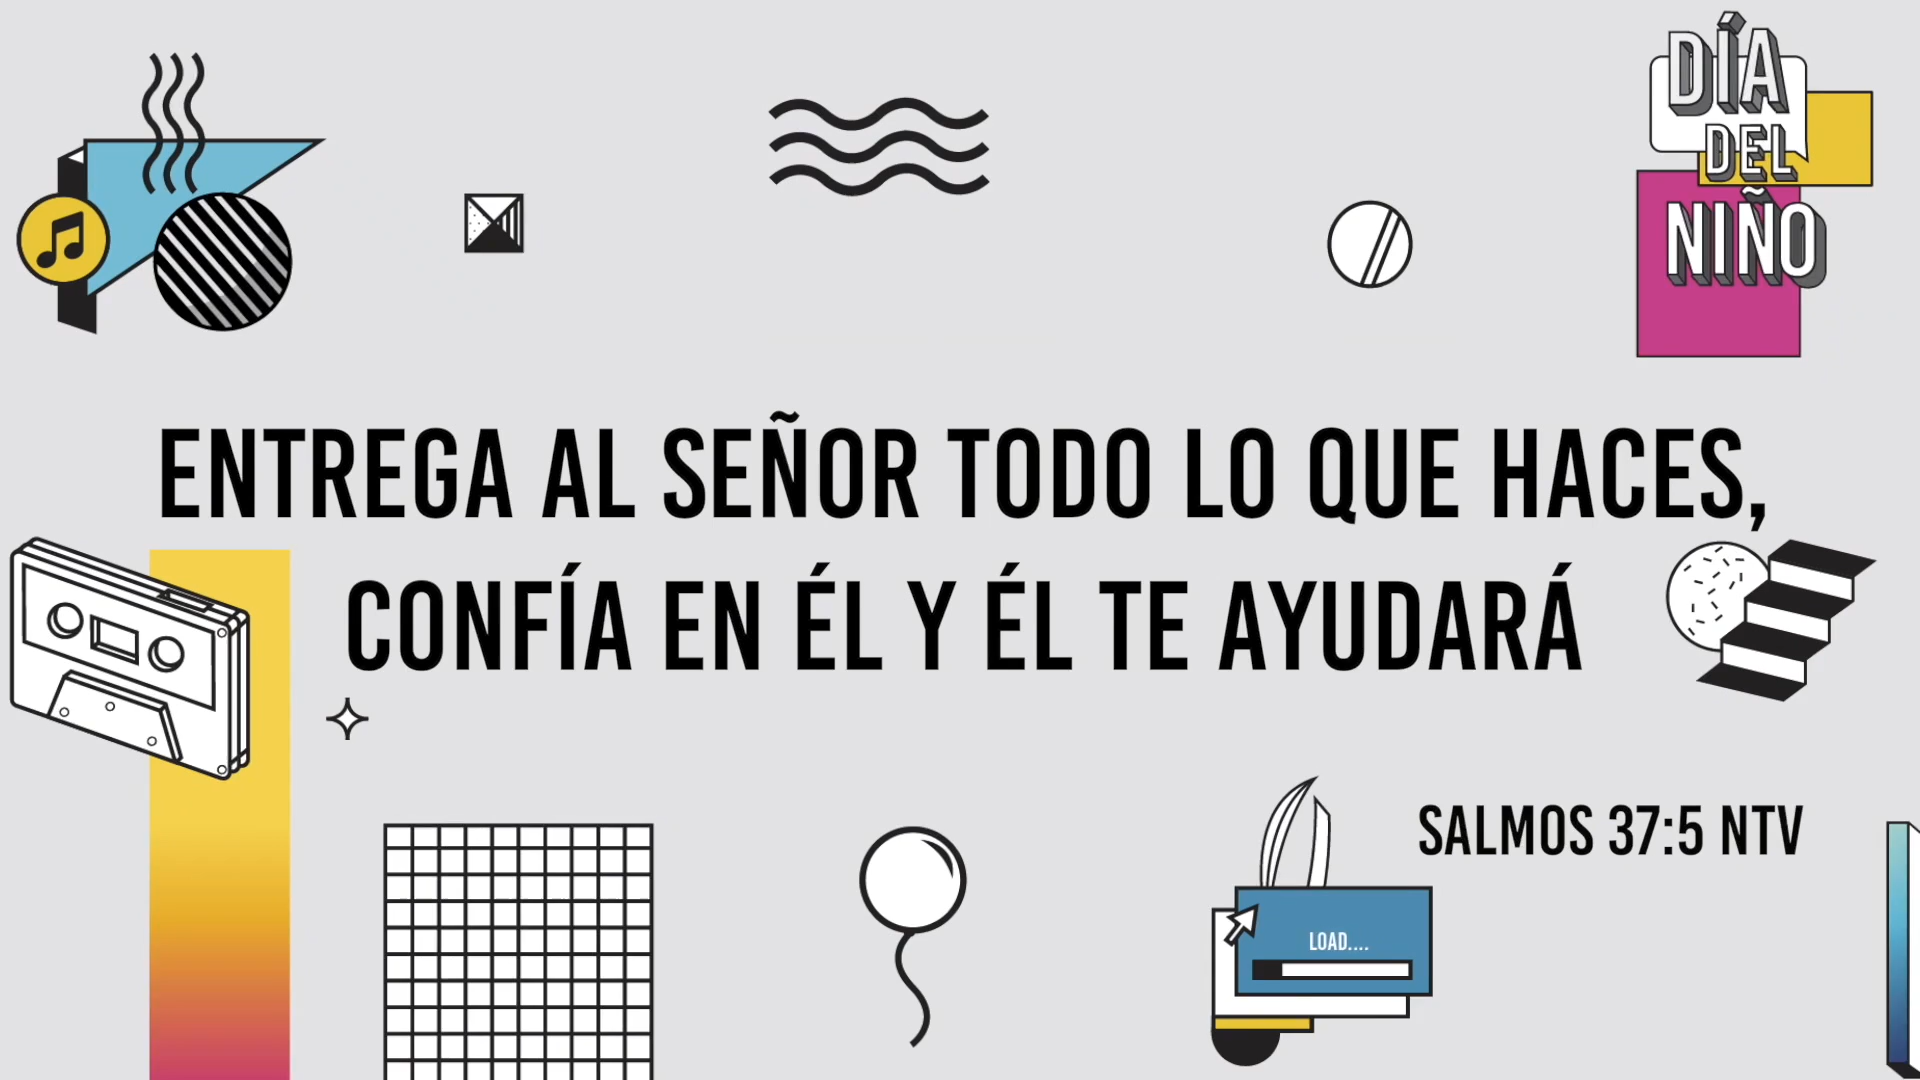 DÍA
DEL
NIÑO
ENTREGA AL SEÑOR TODO LO QUE HACES,
CONFÍA EN ÉL Y ÉL TE AYUDARÁ
SALMOS 37:5 NTV
LOAD....